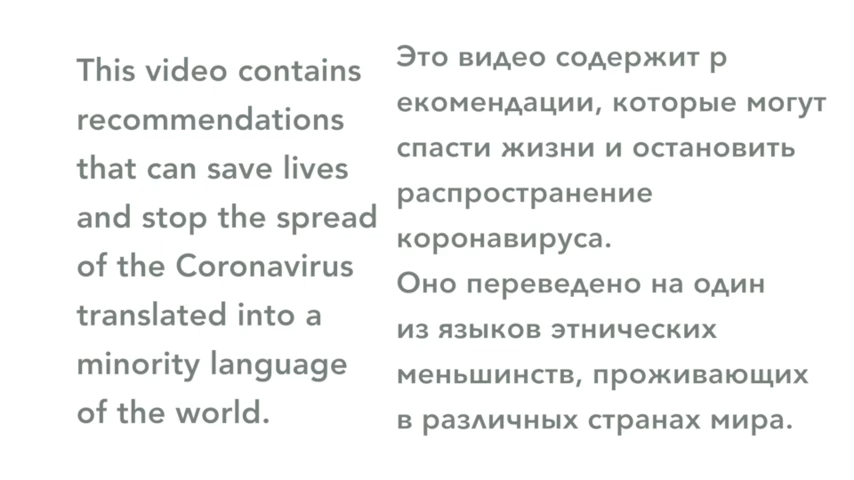 This video contains
recommendations
that can save lives
and stop the spread
of the Coronavirus
translated into a
minority language
of the world.
Это видео содержит р
екомендации, которые могут
спасти жизни и остановить
распространение
коронавируса.
Оно переведено на один
из языков этнических
меньшинств, проживающих
в различных странах мира.